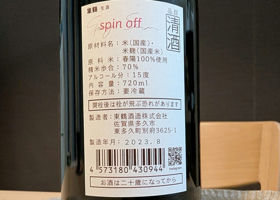 東鶴 生酒
品目 清酒
spin off
原材料名：米(国産)・
米麹(国産米)
原料米：春陽100%使用
精米歩合：70%
アルコール分：15度
内容量：720ml
保存方法：要冷蔵
開栓後は栓が飛ぶ恐れがあります
製造者：東鶴酒造株式会社
佐賀県多久市
東多久町別府3625-1
製造年月：2023.8
4 573180 430944
お酒は二十歳になってから